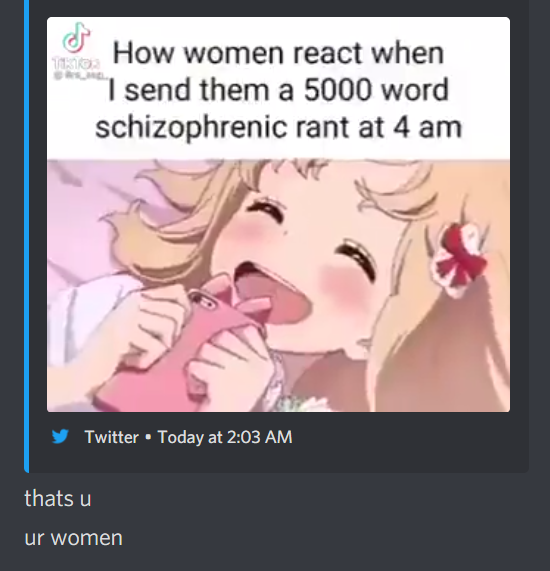 TikTok
How women react when
I send them a 5000 word
schizophrenic rant at 4 am
Twitter • Today at 2:03 AM
thats u
ur women